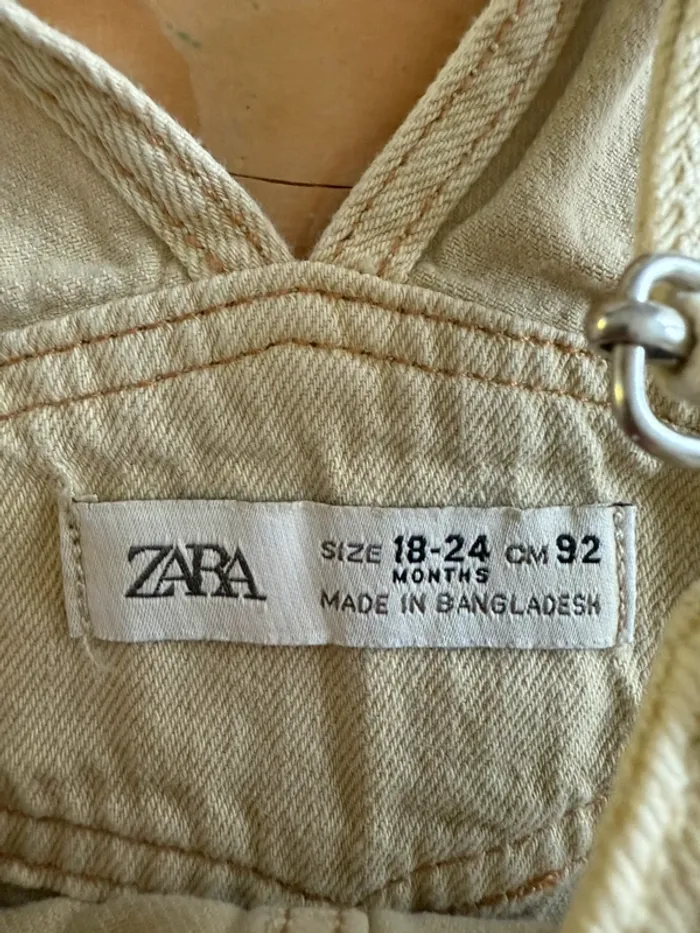 ZARA
SIZE 18-24 CM 92
MONTHS
MADE IN BANGLADESH